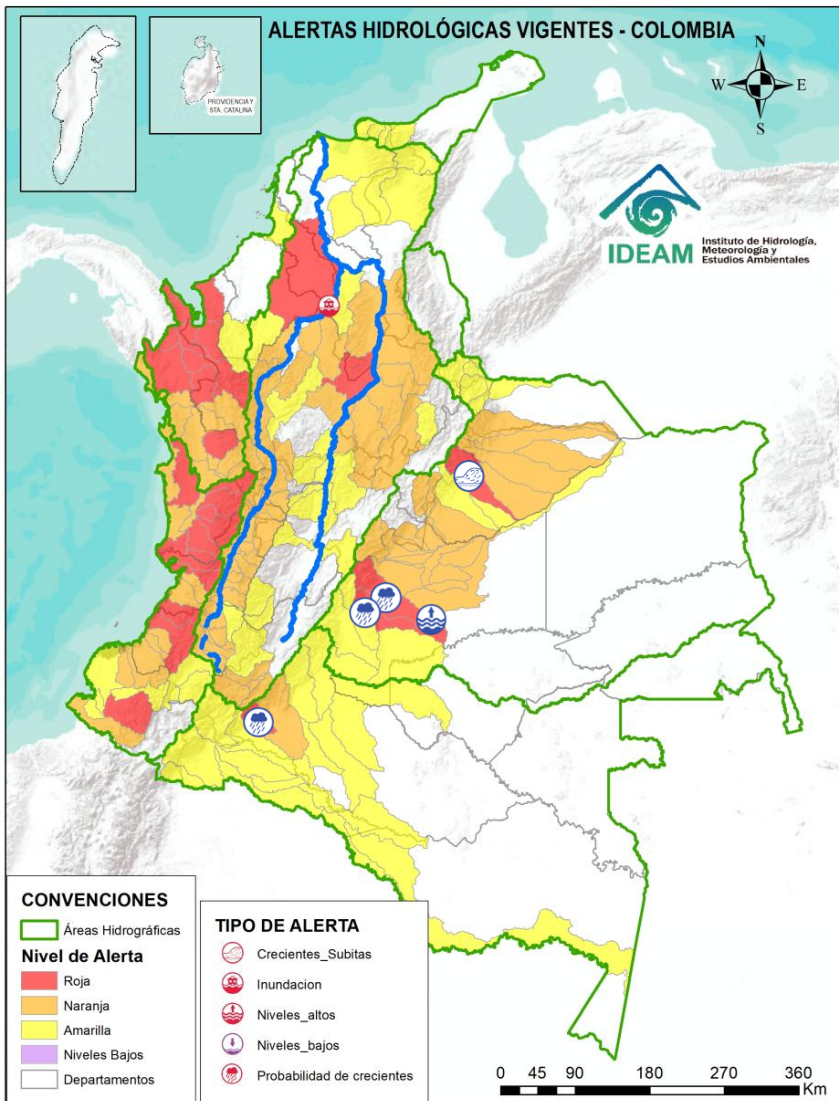 ALERTAS HIDROLÓGICAS VIGENTES - COLOMBIA
PROVIDENCIA Y
STA. CATALINA
N
W E
S
IDEAM
Instituto de Hidrología,
Meteorología y
Estudios Ambientales
CONVENCIONES
Áreas Hidrográficas
Nivel de Alerta
Roja
Naranja
Amarilla
Niveles Bajos
Departamentos
TIPO DE ALERTA
Crecientes_Subitas
Inundacion
Niveles_altos
Niveles_bajos
Probabilidad de crecientes
0 45 90 180 270 360
Km